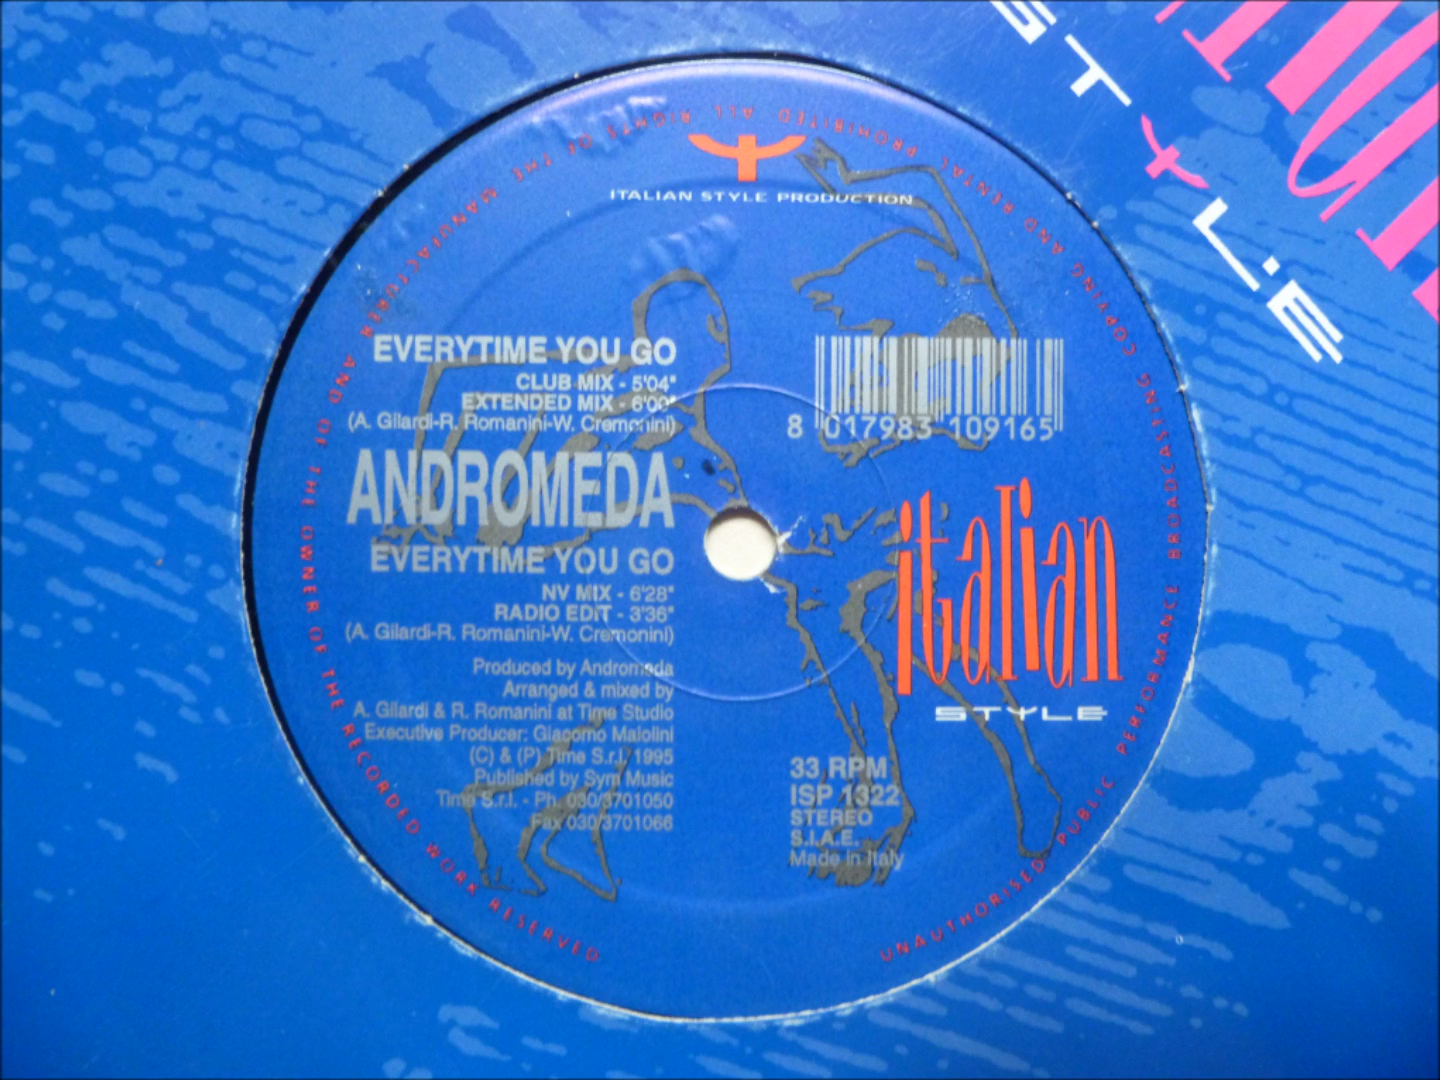 STYLE
ITALIAN STYLE PRODUCTION
EVERYTIME YOU GO
CLUB MIX - 5'04"
EXTENDED MIX - 6'00"
(A. Gilardi-R. Romanini-W. Cremonini)
ANDROMEDA
EVERYTIME YOU GO
NV MIX - 6'28"
RADIO EDIT - 3'36"
(A. Gilardi-R. Romanini-W. Cremonini)
Produced by Andromeda
Arranged & mixed by
A. Gilardi & R. Romanini at Time Studio
Executive Producer: Giacomo Maiolini
(C) & (P) Time S.r.l. 1995
Published by Sym Music
Time S.r.l. - Ph. 030/3701050
Fax 030/3701066
8 017983 109165
italian
STYLE
33 RPM
ISP 1322
STEREO
S.I.A.E.
Made in Italy
UNAUTHORISED PUBLIC PERFORMANCE BROADCASTING COPYING AND RENTAL PROHIBITED ALL RIGHTS OF THE MANUFACTURER AND OF THE OWNER OF THE RECORDED WORK RESERVED